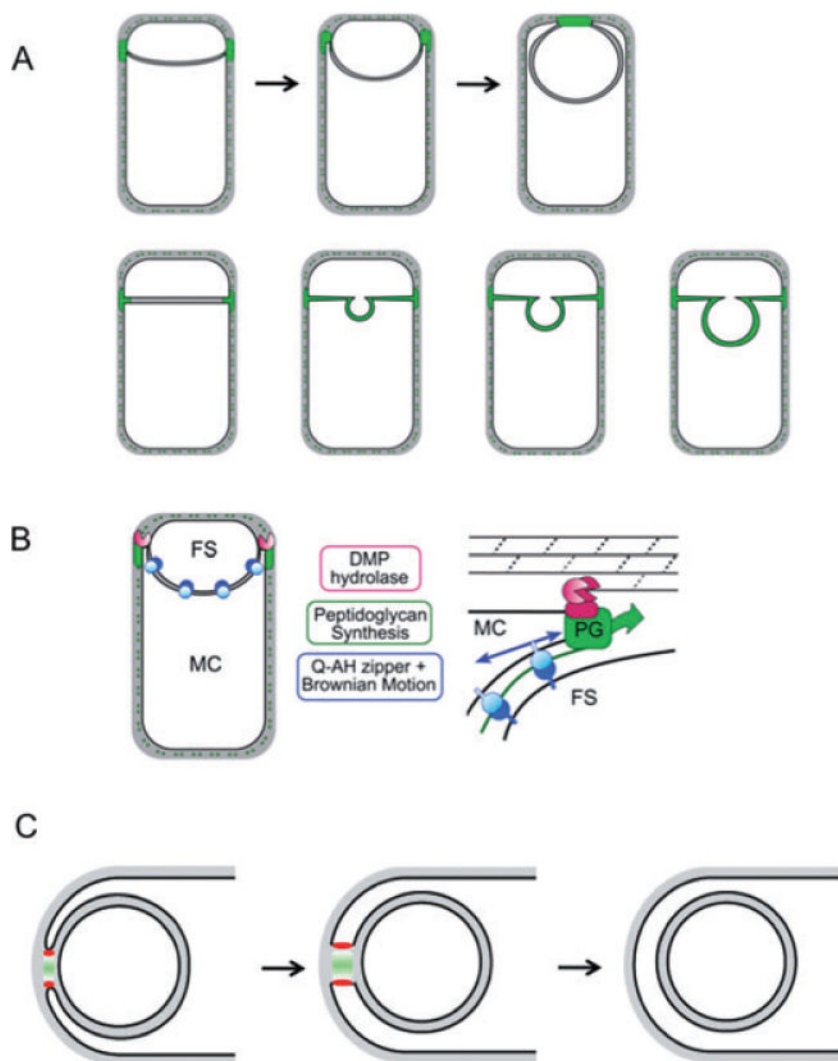 A
B
FS
MC
DMP
hydrolase
Peptidoglycan
Synthesis
Q-AH zipper +
Brownian Motion
MC
PG
FS
C